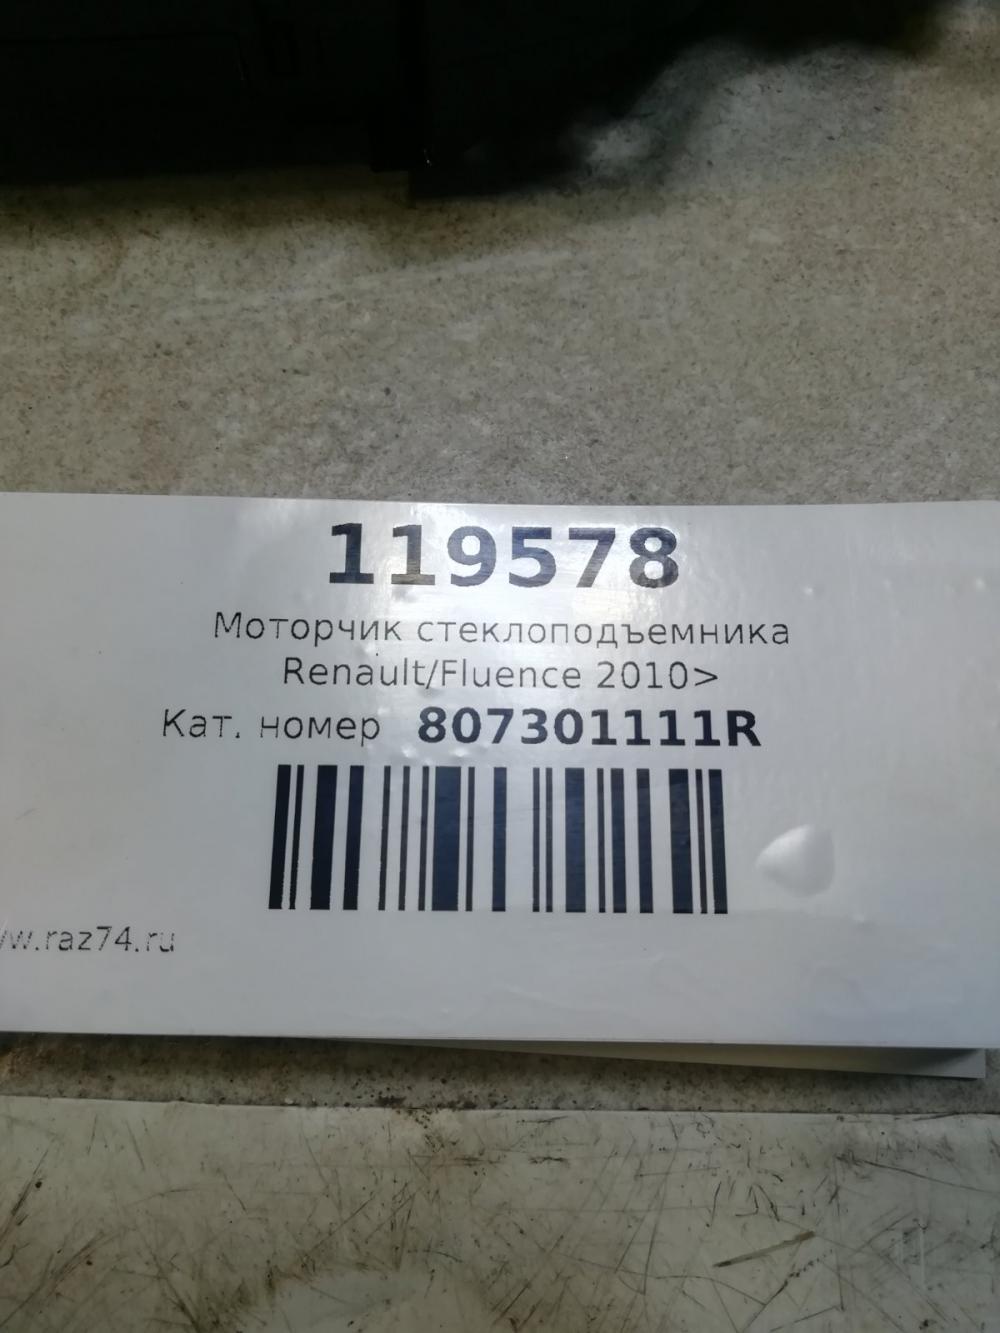 119578
Моторчик стеклоподъемника
Renault/Fluence 2010>
Кат. номер 807301111R
w.raz74.ru